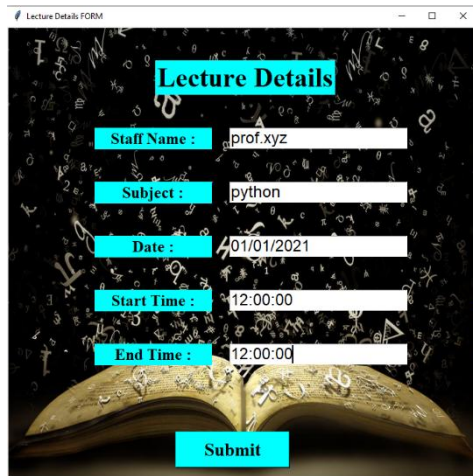 Lecture Details FORM
Lecture Details
Staff Name : prof.xyz
Subject : python
Date : 01/01/2021
Start Time : 12:00:00
End Time : 12:00:00
Submit